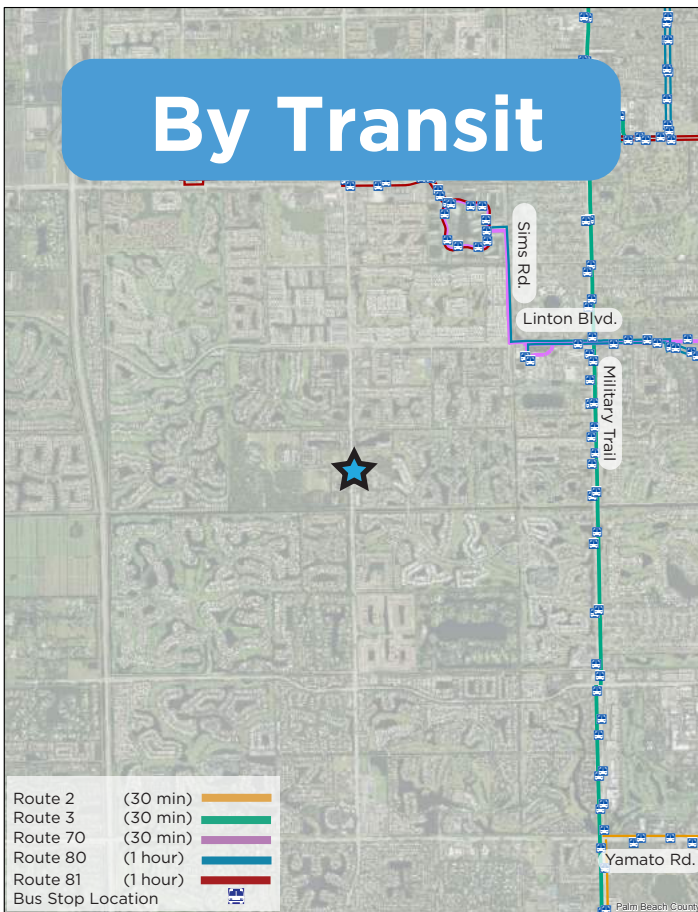 By Transit
Sims Rd.
Linton Blvd.
Military Trail
Route 2 (30 min)
Route 3 (30 min)
Route 70 (30 min)
Route 80 (1 hour)
Route 81 (1 hour)
Bus Stop Location
Yamato Rd.
Palm Beach County